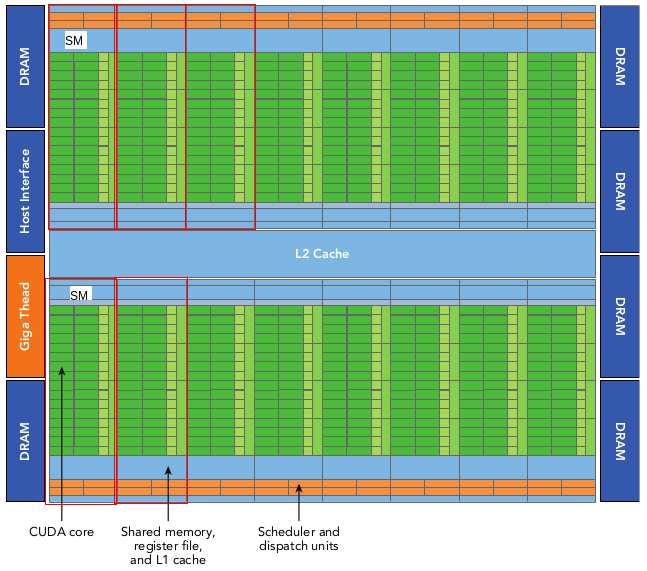 DRAM
Host Interface
Giga Thead
DRAM
SM
L2 Cache
SM
DRAM
DRAM
DRAM
DRAM
CUDA core
Shared memory,
register file,
and L1 cache
Scheduler and
dispatch units